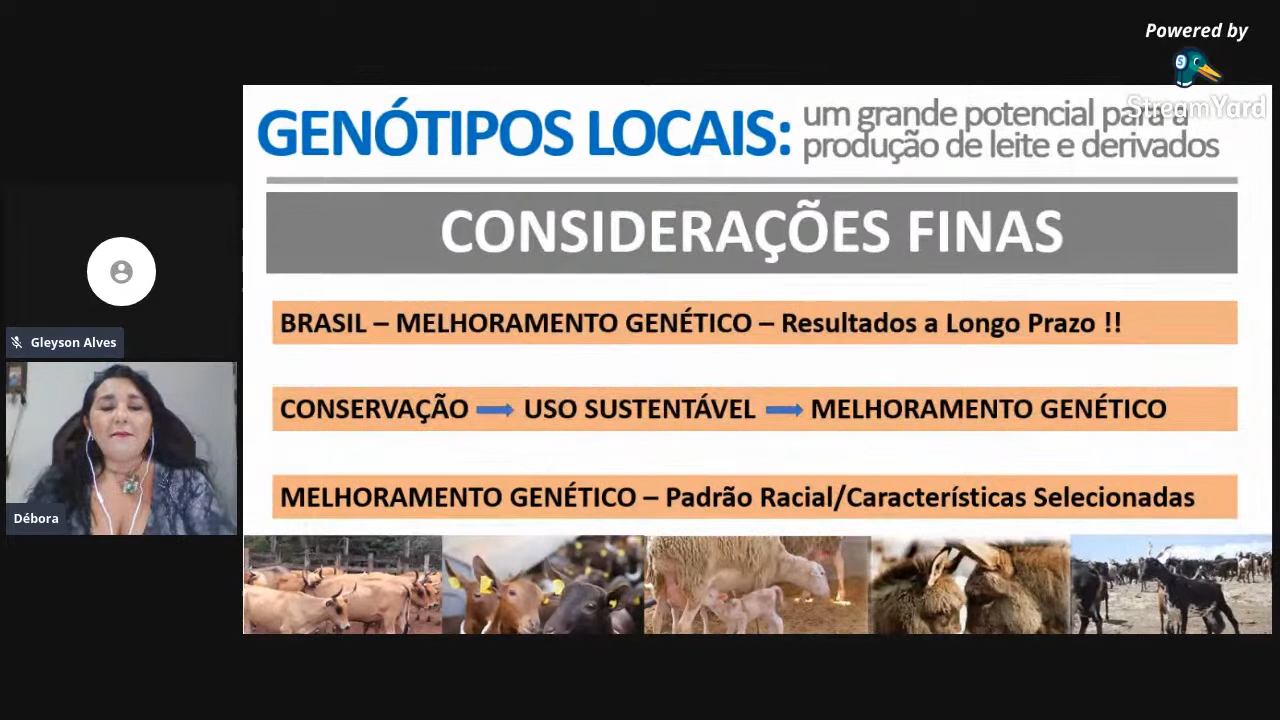 Powered by
StreamYard
GENÓTIPOS LOCAIS:
um grande potencial para a
produção de leite e derivados
CONSIDERAÇÕES FINAS
BRASIL – MELHORAMENTO GENÉTICO – Resultados a Longo Prazo !!
CONSERVAÇÃO USO SUSTENTÁVEL MELHORAMENTO GENÉTICO
MELHORAMENTO GENÉTICO – Padrão Racial/Características Selecionadas
Gleyson Alves
Débora